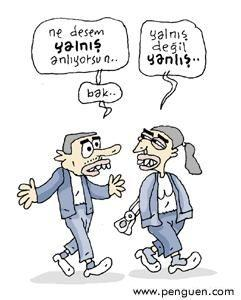 ne desem
yalnış
anlıyorsun..
bak..
yalnış
değil
yanlış..
www.penguen.com